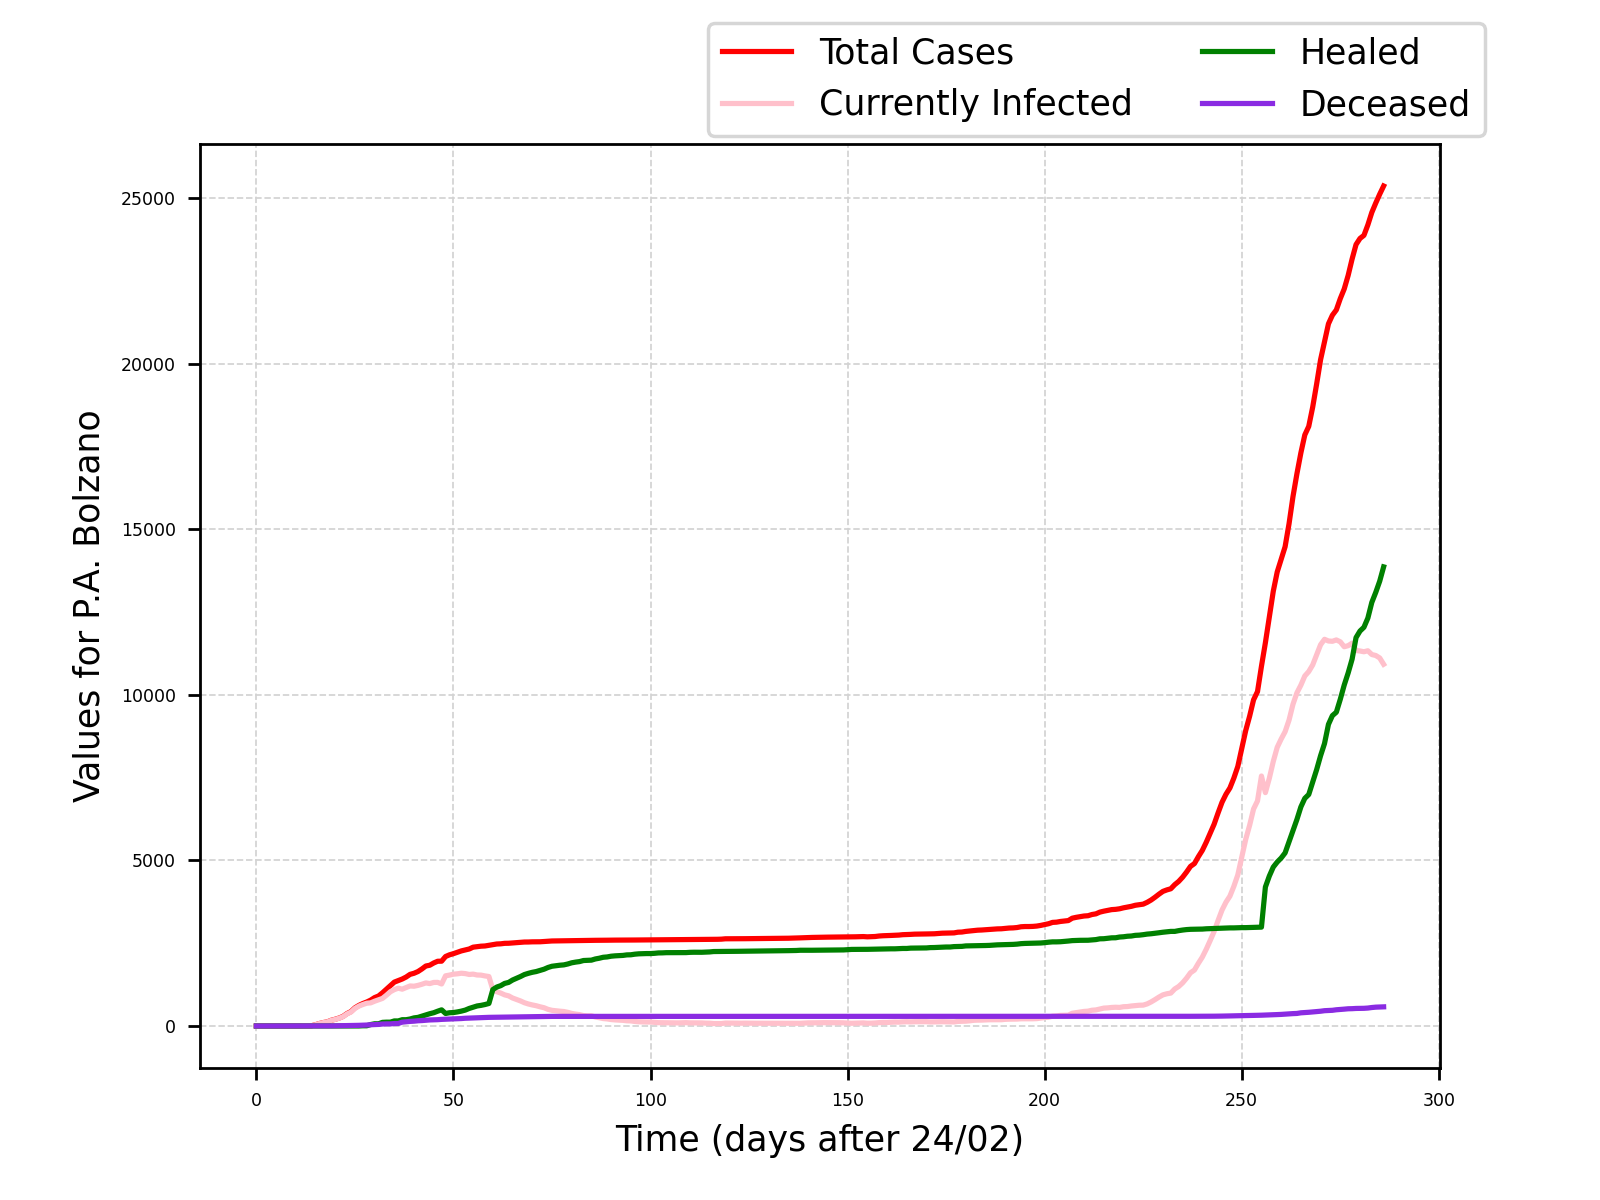 Total Cases
Currently Infected
Healed
Deceased
25000
20000
15000
10000
5000
0
Values for P.A. Bolzano
0 50 100 150 200 250 300
Time (days after 24/02)